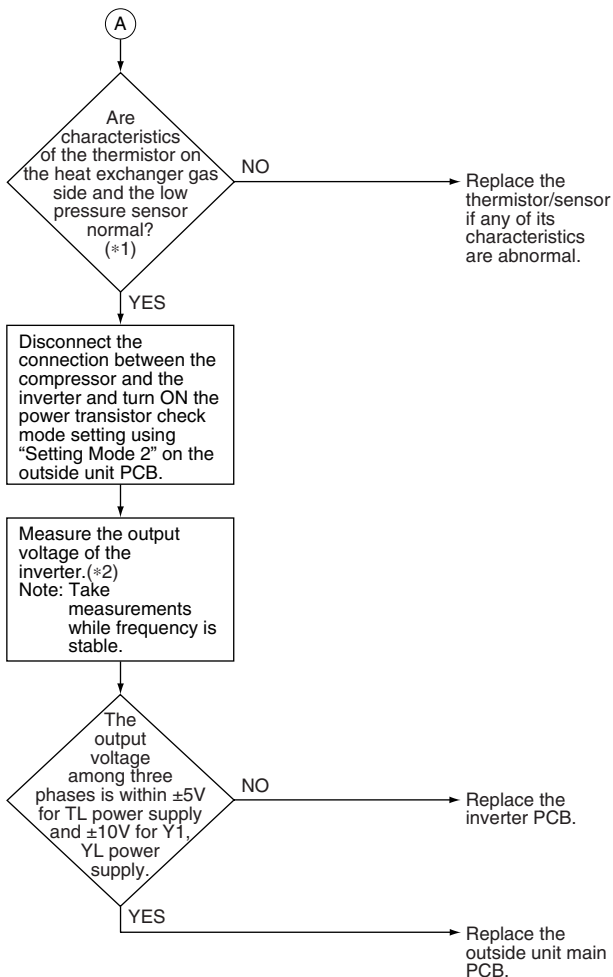 A
Are
characteristics
of the thermistor on
the heat exchanger gas
side and the low
pressure sensor
normal?
(*1)
NO
Replace the
thermistor/sensor
if any of its
characteristics
are abnormal.
YES
Disconnect the
connection between the
compressor and the
inverter and turn ON the
power transistor check
mode setting using
“Setting Mode 2” on the
outside unit PCB.
Measure the output
voltage of the
inverter.(*2)
Note: Take
measurements
while frequency is
stable.
The
output
voltage
among three
phases is within ±5V
for TL power supply
and ±10V for Y1,
YL power
supply.
NO
Replace the
inverter PCB.
YES
Replace the
outside unit main
PCB.